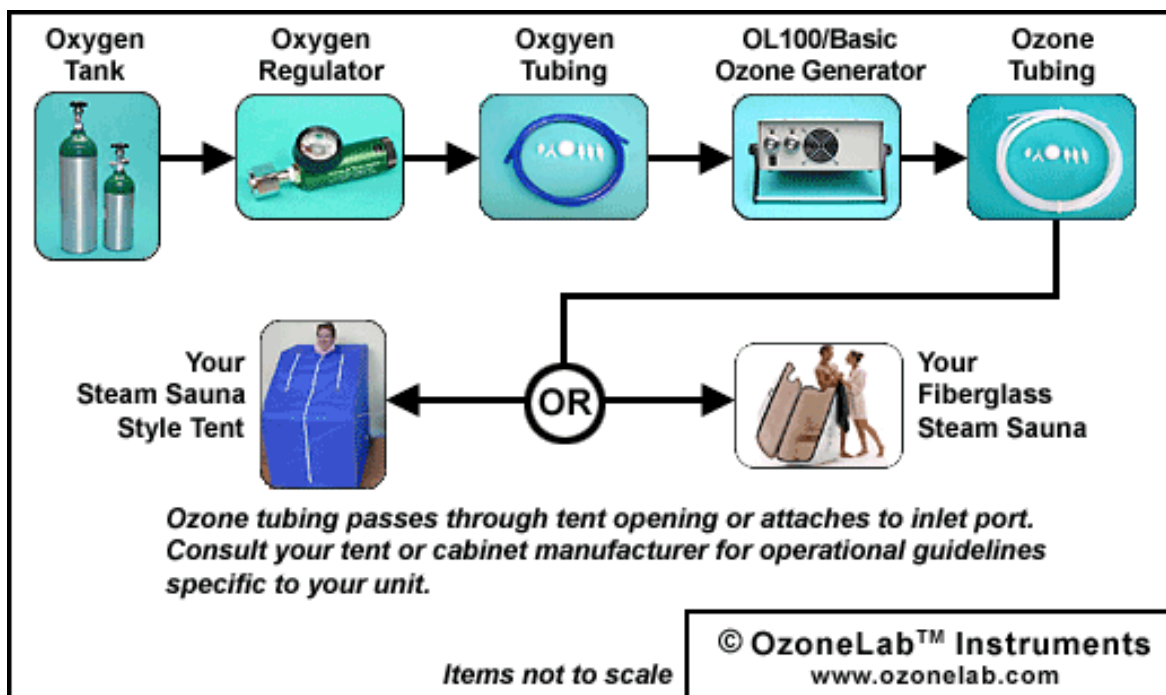 Oxygen
Tank
Oxygen
Regulator
Oxgyen
Tubing
OL100/Basic
Ozone Generator
Ozone
Tubing
Your
Steam Sauna
Style Tent
OR
Your
Fiberglass
Steam Sauna
Ozone tubing passes through tent opening or attaches to inlet port.
Consult your tent or cabinet manufacturer for operational guidelines
specific to your unit.
Items not to scale
© OzoneLab™ Instruments
www.ozonelab.com